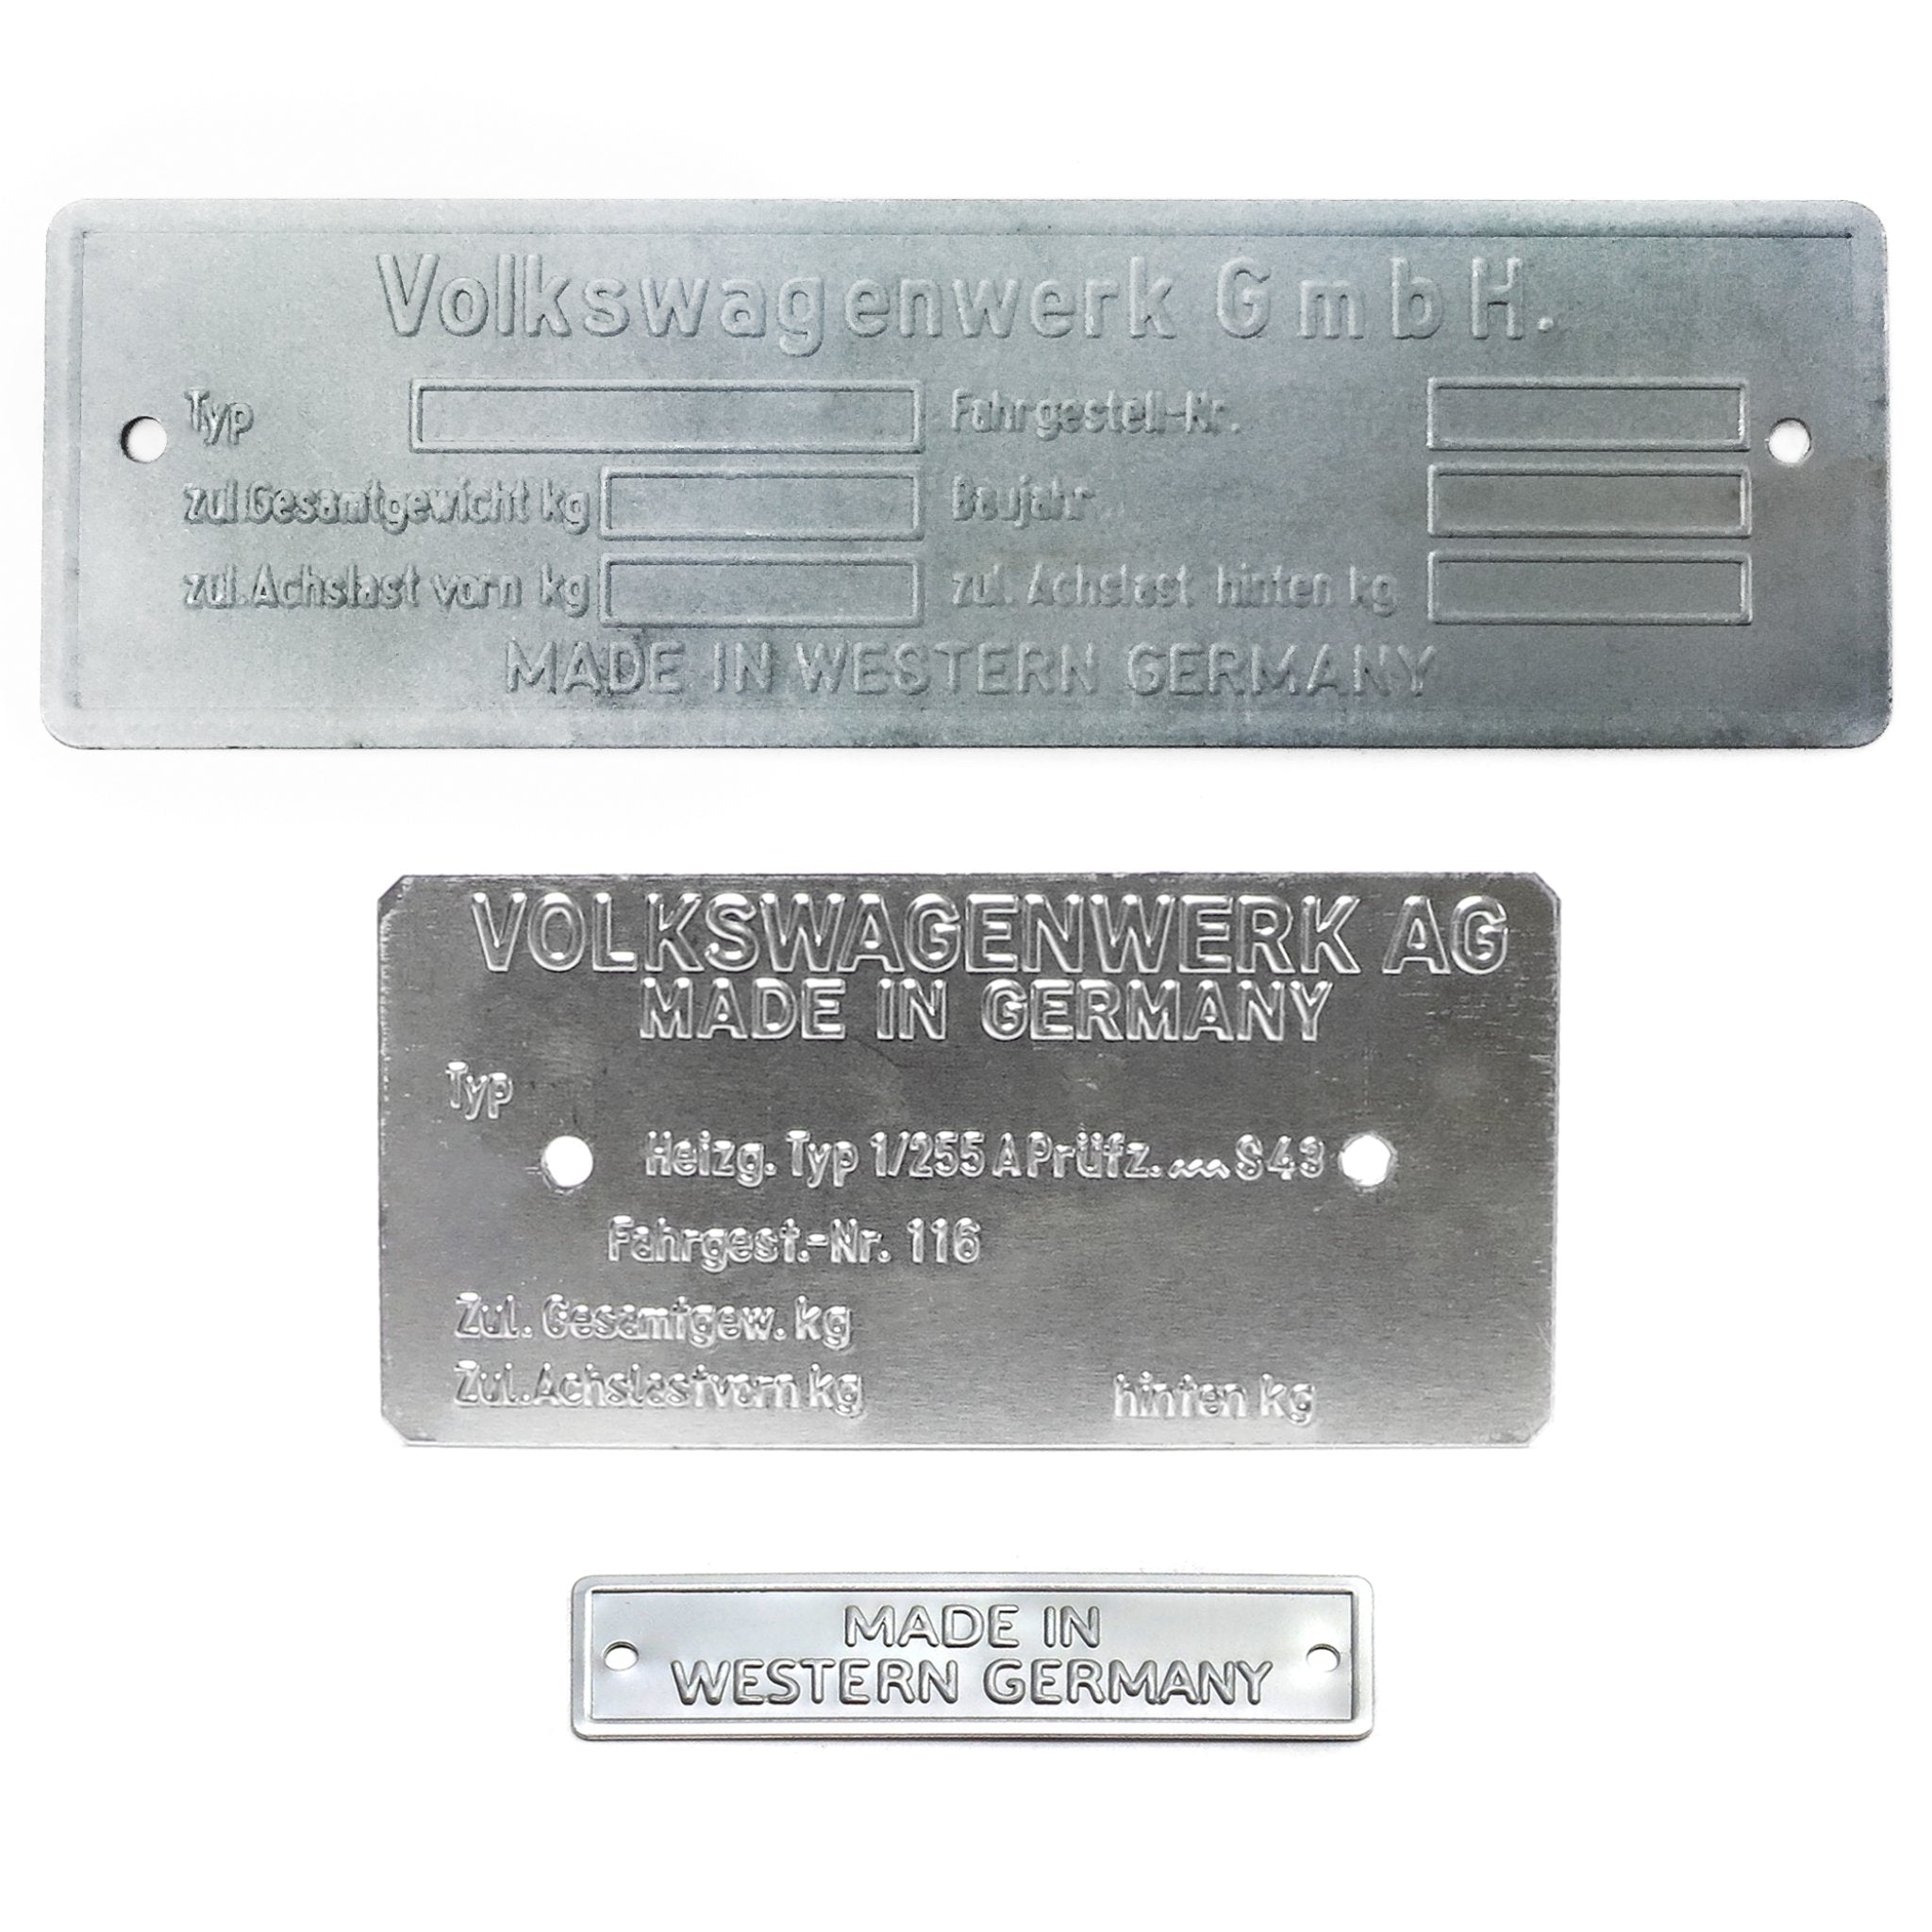 Volkswagenwerk GmbH.
Typ Fahrgestell-Nr.
zul.Gesamtgewicht kg Baujahr
zul.Achslast vorn kg zul. Achslast hinten kg
MADE IN WESTERN GERMANY
VOLKSWAGENWERK AG
MADE IN GERMANY
Typ
Heizg. Typ 1/255 A Prüfz. S43
Fahrgest.-Nr. 116
Zul. Gesamtgew. kg
Zul.Achslast vorn kg hinten kg
MADE IN
WESTERN GERMANY